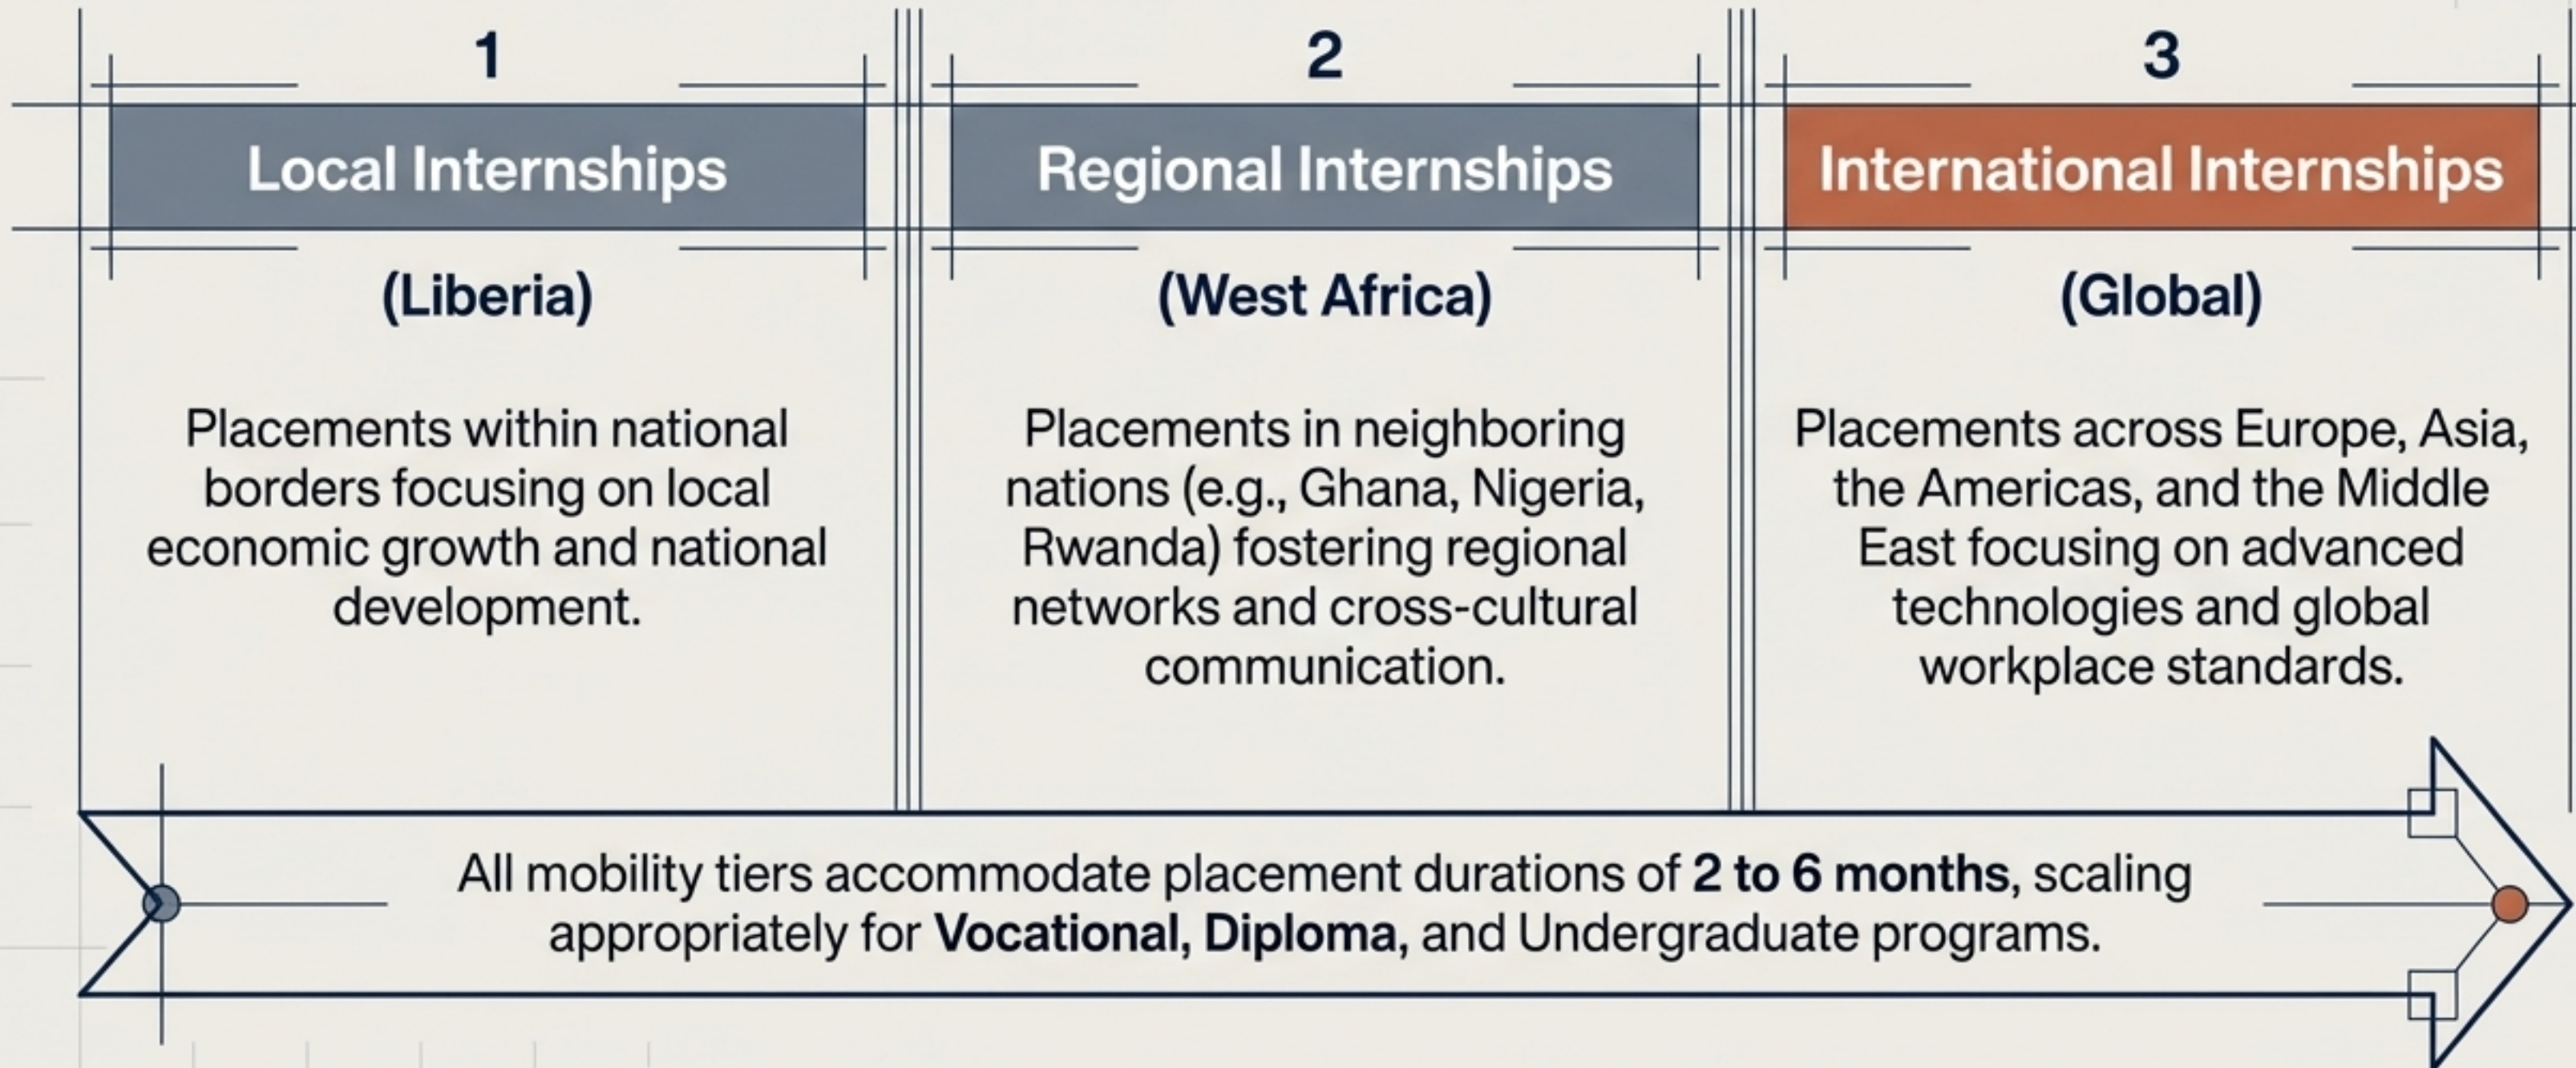 1
Local Internships
(Liberia)
Placements within national
borders focusing on local
economic growth and national
development.
2
Regional Internships
(West Africa)
Placements in neighboring
nations (e.g., Ghana, Nigeria,
Rwanda) fostering regional
networks and cross-cultural
communication.
3
International Internships
(Global)
Placements across Europe, Asia,
the Americas, and the Middle
East focusing on advanced
technologies and global
workplace standards.
All mobility tiers accommodate placement durations of 2 to 6 months, scaling
appropriately for Vocational, Diploma, and Undergraduate programs.